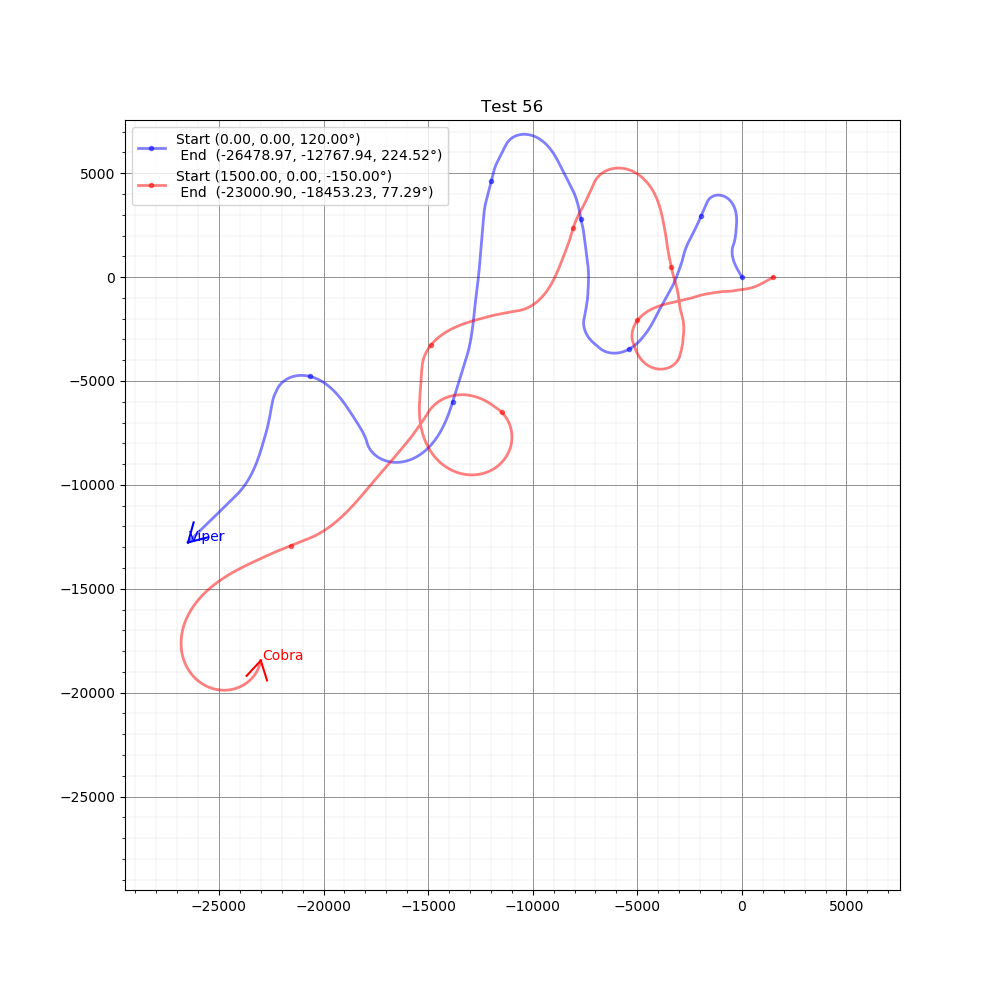 Test 56
Start (0.00, 0.00, 120.00°)
End (-26478.97, -12767.94, 224.52°)
Start (1500.00, 0.00, -150.00°)
End (-23000.90, -18453.23, 77.29°)
5000
0
−5000
−10000
−15000
−20000
−25000
Viper
Cobra
−25000 −20000 −15000 −10000 −5000 0 5000